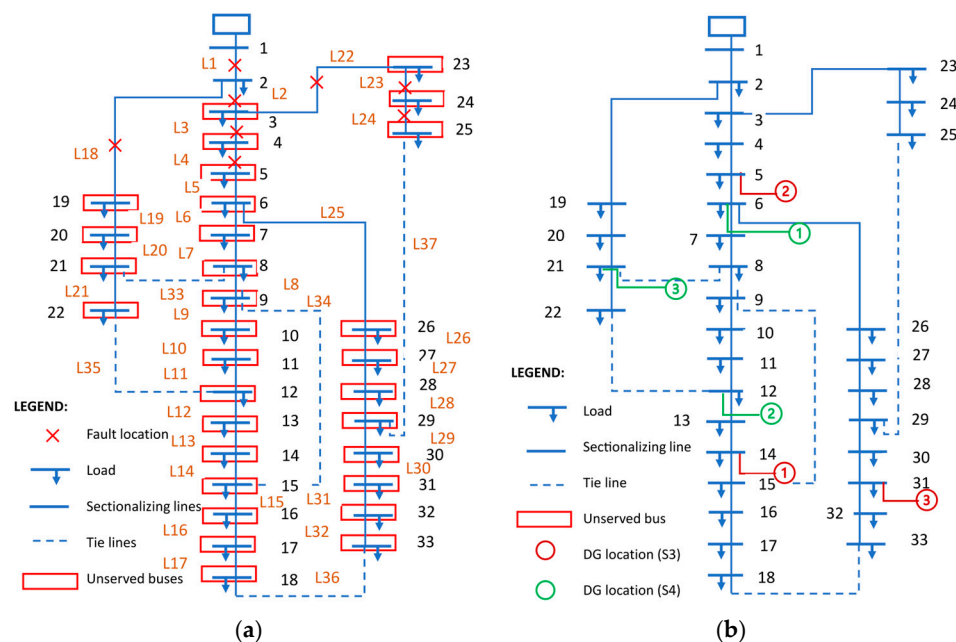 1
L1
2
L2
L22
23
L23
24
L24
25
3
L3
4
L4
5
L18
L5
19
L19
20
L20
21
L21
22
L6
6
L25
L37
7
L7
8
L8
L33
9
L34
L9
10
L10
L35
11
L11
12
L12
13
L13
14
L14
15
L15
16
L16
17
L17
18
26
L26
27
L27
28
L28
29
L29
30
L30
31
L31
32
L32
33
L36
LEGEND:
Fault location
Load
Sectionalizing lines
Tie lines
Unserved buses
(a)
1
2
3
4
5
6
7
8
9
10
11
12
13
14
15
16
17
18
19
20
21
22
23
24
25
26
27
28
29
30
31
32
33
2
1
3
2
1
3
LEGEND:
Load
Sectionalizing line
Tie line
Unserved bus
DG location (S3)
DG location (S4)
(b)